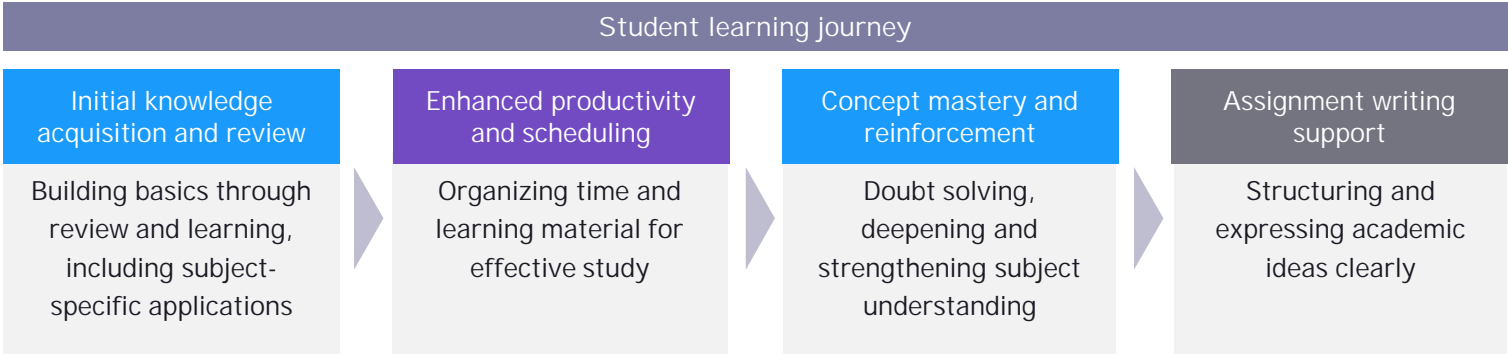 Student learning journey
Initial knowledge
acquisition and review
Building basics through
review and learning,
including subject-
specific applications
Enhanced productivity
and scheduling
Organizing time and
learning material for
effective study
Concept mastery and
reinforcement
Doubt solving,
deepening and
strengthening subject
understanding
Assignment writing
support
Structuring and
expressing academic
ideas clearly